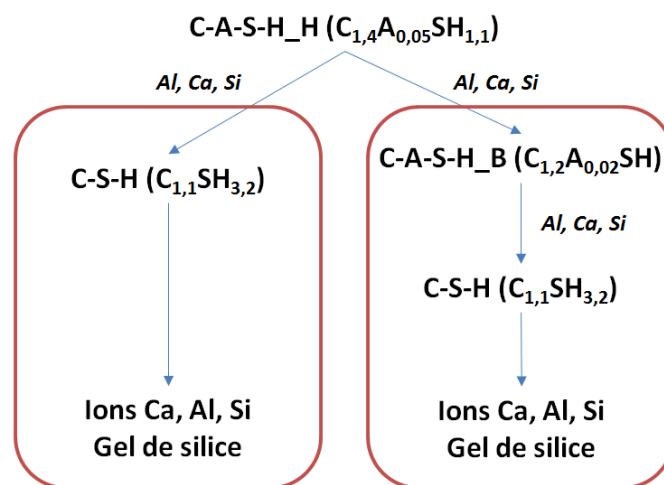 C-A-S-H_H (C1,4A0,05SH1,1)
Al, Ca, Si
Al, Ca, Si
C-S-H (C1,1SH3,2)
C-A-S-H_B (C1,2A0,02SH)
Al, Ca, Si
C-S-H (C1,1SH3,2)
Ions Ca, Al, Si
Gel de silice
Ions Ca, Al, Si
Gel de silice